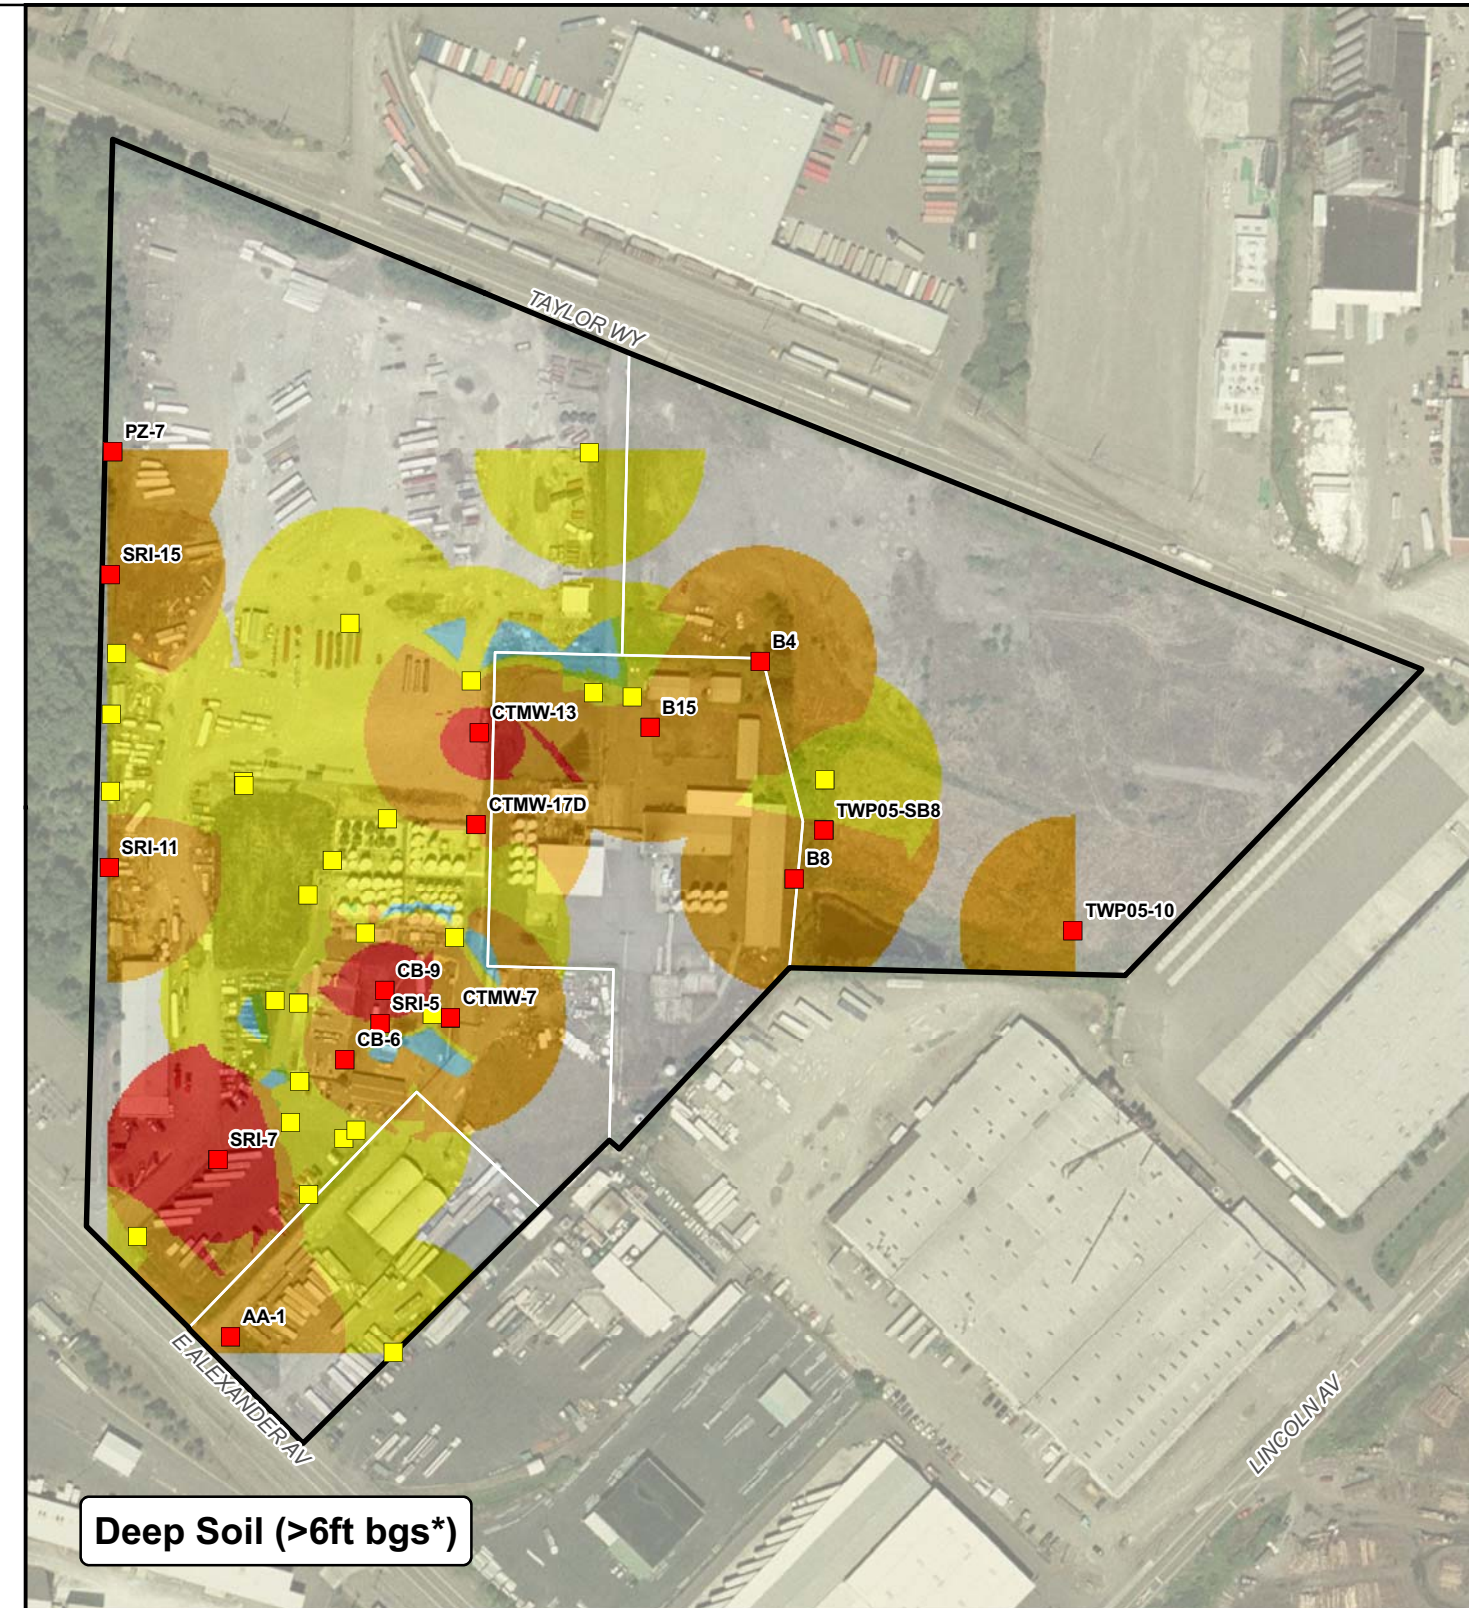 TAYLOR WY
PZ-7
SRI-15
B4
CTMW-13
B15
CTMW-17D
TWP05-SB8
SRI-11
B8
TWP05-10
CB-9
SRI-5
CTMW-7
CB-6
SRI-7
AA-1
E ALEXANDER AV
LINCOLN AV
Deep Soil (>6ft bgs*)